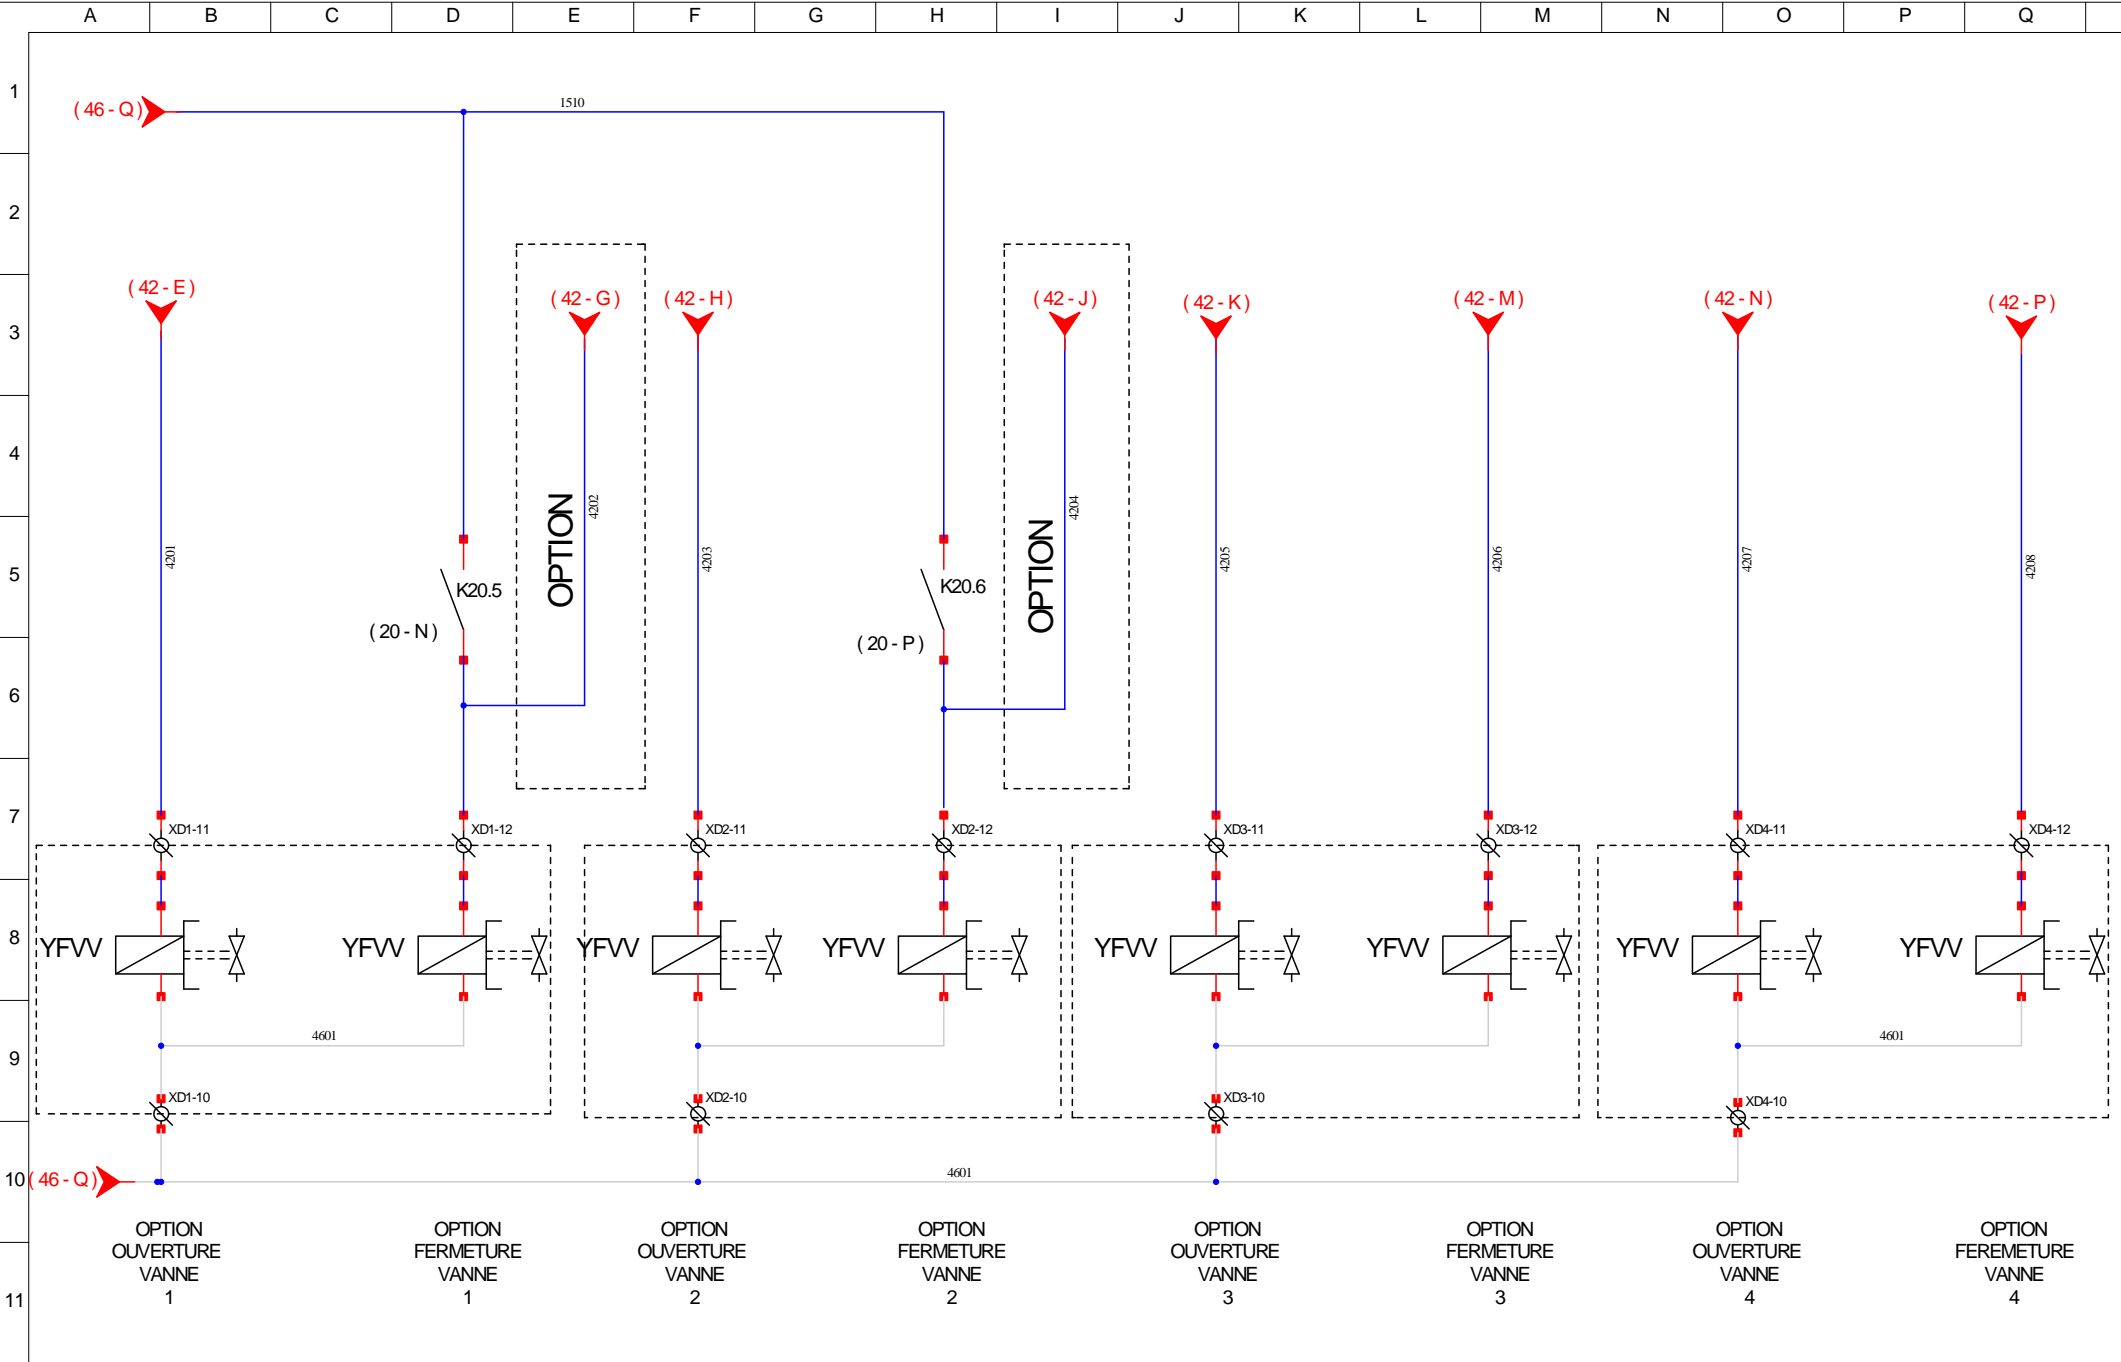 A B C D E F G H I J K L M N O P Q
1
(46-Q)
1510
2
(42-E)
(42-G)
(42-H)
(42-J)
(42-K)
(42-M)
(42-N)
(42-P)
3
4
OPTION
4202
OPTION
4204
4201
4203
4205
4206
4207
4208
5
K20.5
K20.6
(20-N)
(20-P)
6
7
XD1-11
XD1-12
XD2-11
XD2-12
XD3-11
XD3-12
XD4-11
XD4-12
8
YFVV
YFVV
YFVV
YFVV
YFVV
YFVV
YFVV
YFVV
4601
4601
9
XD1-10
XD2-10
XD3-10
XD4-10
10
(46-Q)
4601
OPTION
OUVERTURE
VANNE
1
OPTION
FERMETURE
VANNE
1
OPTION
OUVERTURE
VANNE
2
OPTION
FERMETURE
VANNE
2
OPTION
OUVERTURE
VANNE
3
OPTION
FERMETURE
VANNE
3
OPTION
OUVERTURE
VANNE
4
OPTION
FEREMETURE
VANNE
4
11